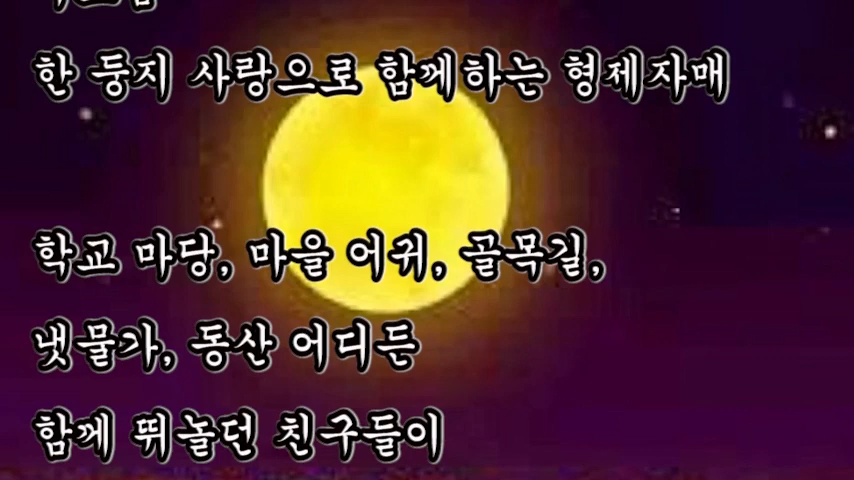 한 둥지 사랑으로 함께하는 형제자매
학교 마당, 마을 어귀, 골목길,
냇물가, 동산 어디든
함께 뛰놀던 친구들이